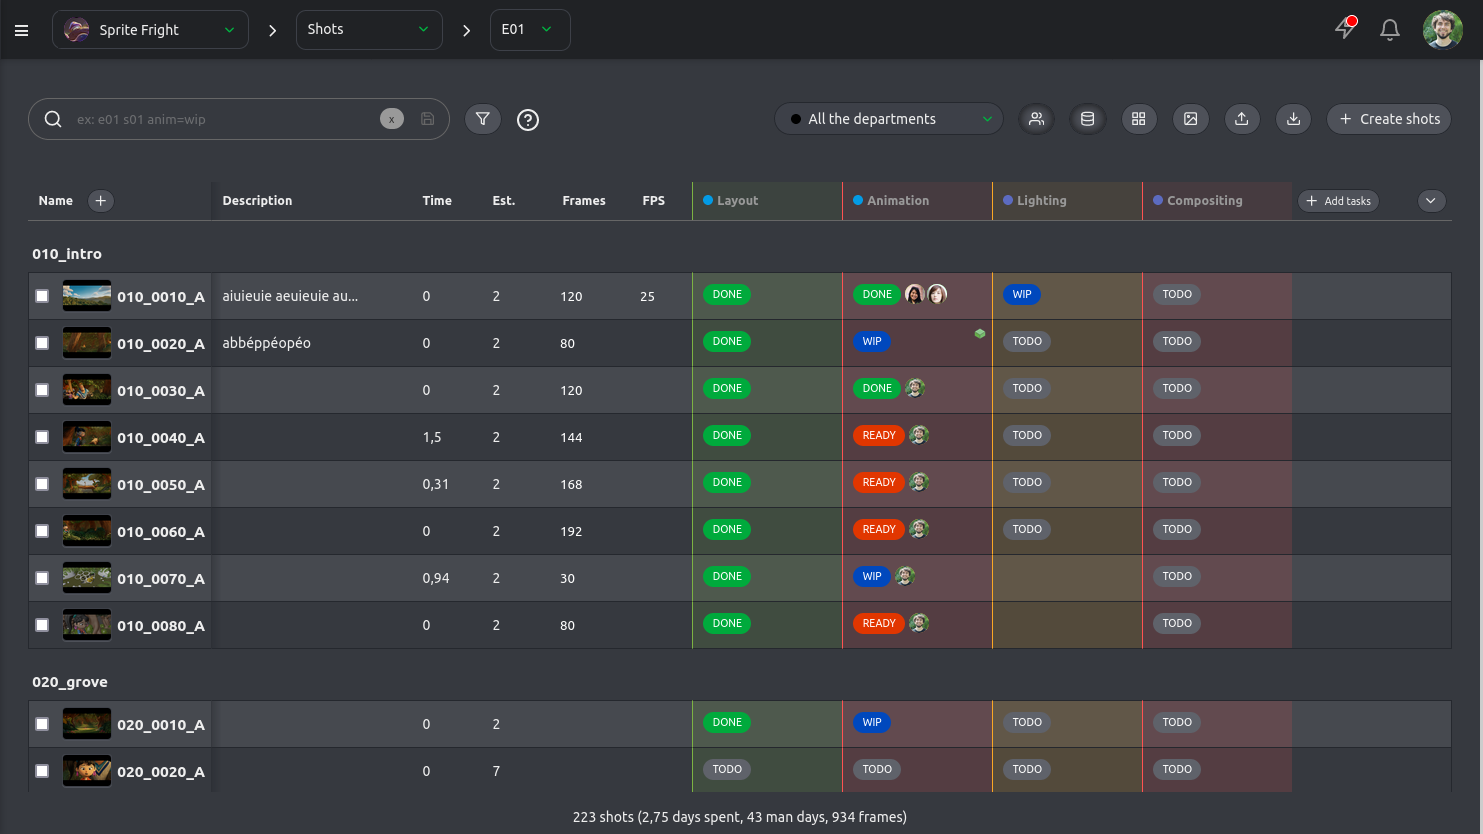 Sprite Fright Shots E01
ex: e01 s01 anim=wip x ? All the departments Create shots
Name Description Time Est. Frames FPS Layout Animation Lighting Compositing Add tasks
010_intro
010_0010_A aiuieuie aeuieuie au... 0 2 120 25 DONE DONE WIP TODO
010_0020_A abbéppéopéo 0 2 80 DONE WIP TODO TODO
010_0030_A 0 2 120 DONE DONE TODO TODO
010_0040_A 1,5 2 144 DONE READY TODO TODO
010_0050_A 0,31 2 168 DONE READY TODO TODO
010_0060_A 0 2 192 DONE READY TODO TODO
010_0070_A 0,94 2 30 DONE WIP TODO
010_0080_A 0 2 80 DONE READY TODO
020_grove
020_0010_A 0 2 DONE WIP TODO TODO
020_0020_A 0 7 TODO TODO TODO TODO
223 shots (2,75 days spent, 43 man days, 934 frames)